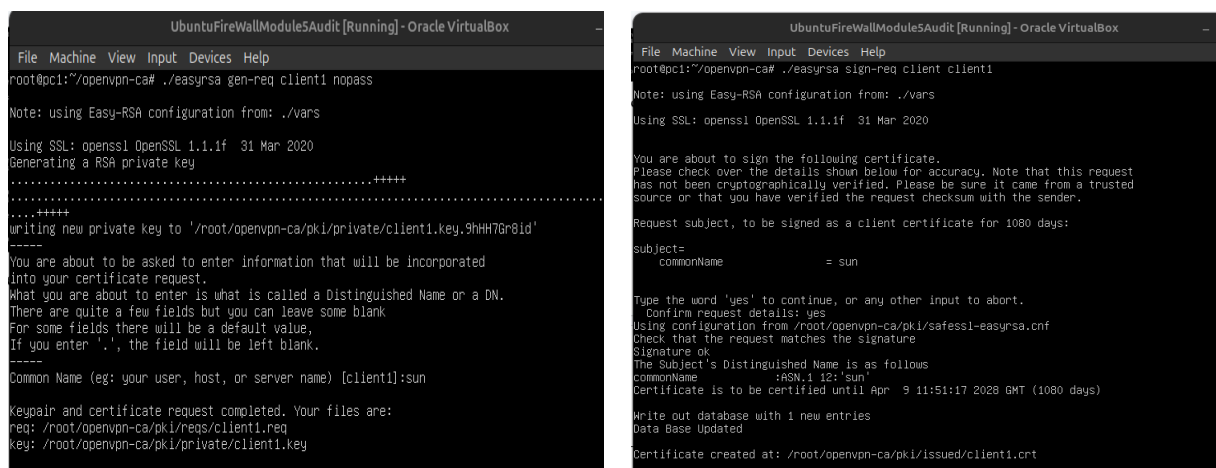 UbuntuFireWallModule5Audit [Running] - Oracle VirtualBox
File Machine View Input Devices Help
root@pc1:~/openvpn-ca# ./easyrsa gen-req client1 nopass
Note: using Easy-RSA configuration from: ./vars
Using SSL: openssl OpenSSL 1.1.1f 31 Mar 2020
Generating a RSA private key
.....................................................+++++
.......................................................................................
....+++++
writing new private key to '/root/openvpn-ca/pki/private/client1.key.9hHH7Gr8id'
-----
You are about to be asked to enter information that will be incorporated
into your certificate request.
What you are about to enter is what is called a Distinguished Name or a DN.
There are quite a few fields but you can leave some blank
For some fields there will be a default value,
If you enter '.', the field will be left blank.
-----
Common Name (eg: your user, host, or server name) [client1]:sun
Keypair and certificate request completed. Your files are:
req: /root/openvpn-ca/pki/reqs/client1.req
key: /root/openvpn-ca/pki/private/client1.key
UbuntuFireWallModule5Audit [Running] - Oracle VirtualBox
File Machine View Input Devices Help
root@pc1:~/openvpn-ca# ./easyrsa sign-req client client1
Note: using Easy-RSA configuration from: ./vars
Using SSL: openssl OpenSSL 1.1.1f 31 Mar 2020
You are about to sign the following certificate.
Please check over the details shown below for accuracy. Note that this request
has not been cryptographically verified. Please be sure it came from a trusted
source or that you have verified the request checksum with the sender.
Request subject, to be signed as a client certificate for 1080 days:
subject=
commonName = sun
Type the word 'yes' to continue, or any other input to abort.
Confirm request details: yes
Using configuration from /root/openvpn-ca/pki/safessl-easyrsa.cnf
Check that the request matches the signature
Signature ok
The Subject's Distinguished Name is as follows
commonName :ASN.1 12:'sun'
Certificate is to be certified until Apr 9 11:51:17 2028 GMT (1080 days)
Write out database with 1 new entries
Data Base Updated
Certificate created at: /root/openvpn-ca/pki/issued/client1.crt